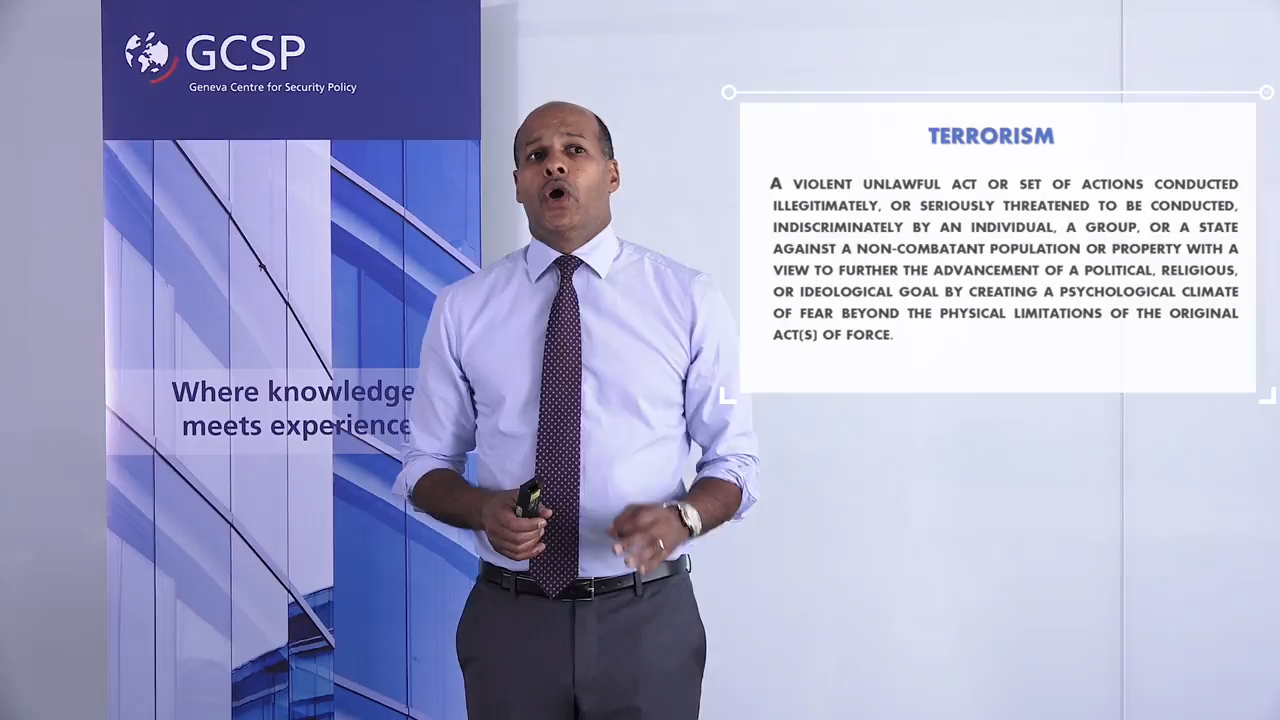 GCSP
Geneva Centre for Security Policy
Where knowledge
meets experience
TERRORISM
A VIOLENT UNLAWFUL ACT OR SET OF ACTIONS CONDUCTED
ILLEGITIMATELY, OR SERIOUSLY THREATENED TO BE CONDUCTED,
INDISCRIMINATELY BY AN INDIVIDUAL, A GROUP, OR A STATE
AGAINST A NON-COMBATANT POPULATION OR PROPERTY WITH A
VIEW TO FURTHER THE ADVANCEMENT OF A POLITICAL, RELIGIOUS,
OR IDEOLOGICAL GOAL BY CREATING A PSYCHOLOGICAL CLIMATE
OF FEAR BEYOND THE PHYSICAL LIMITATIONS OF THE ORIGINAL
ACT(S) OF FORCE.